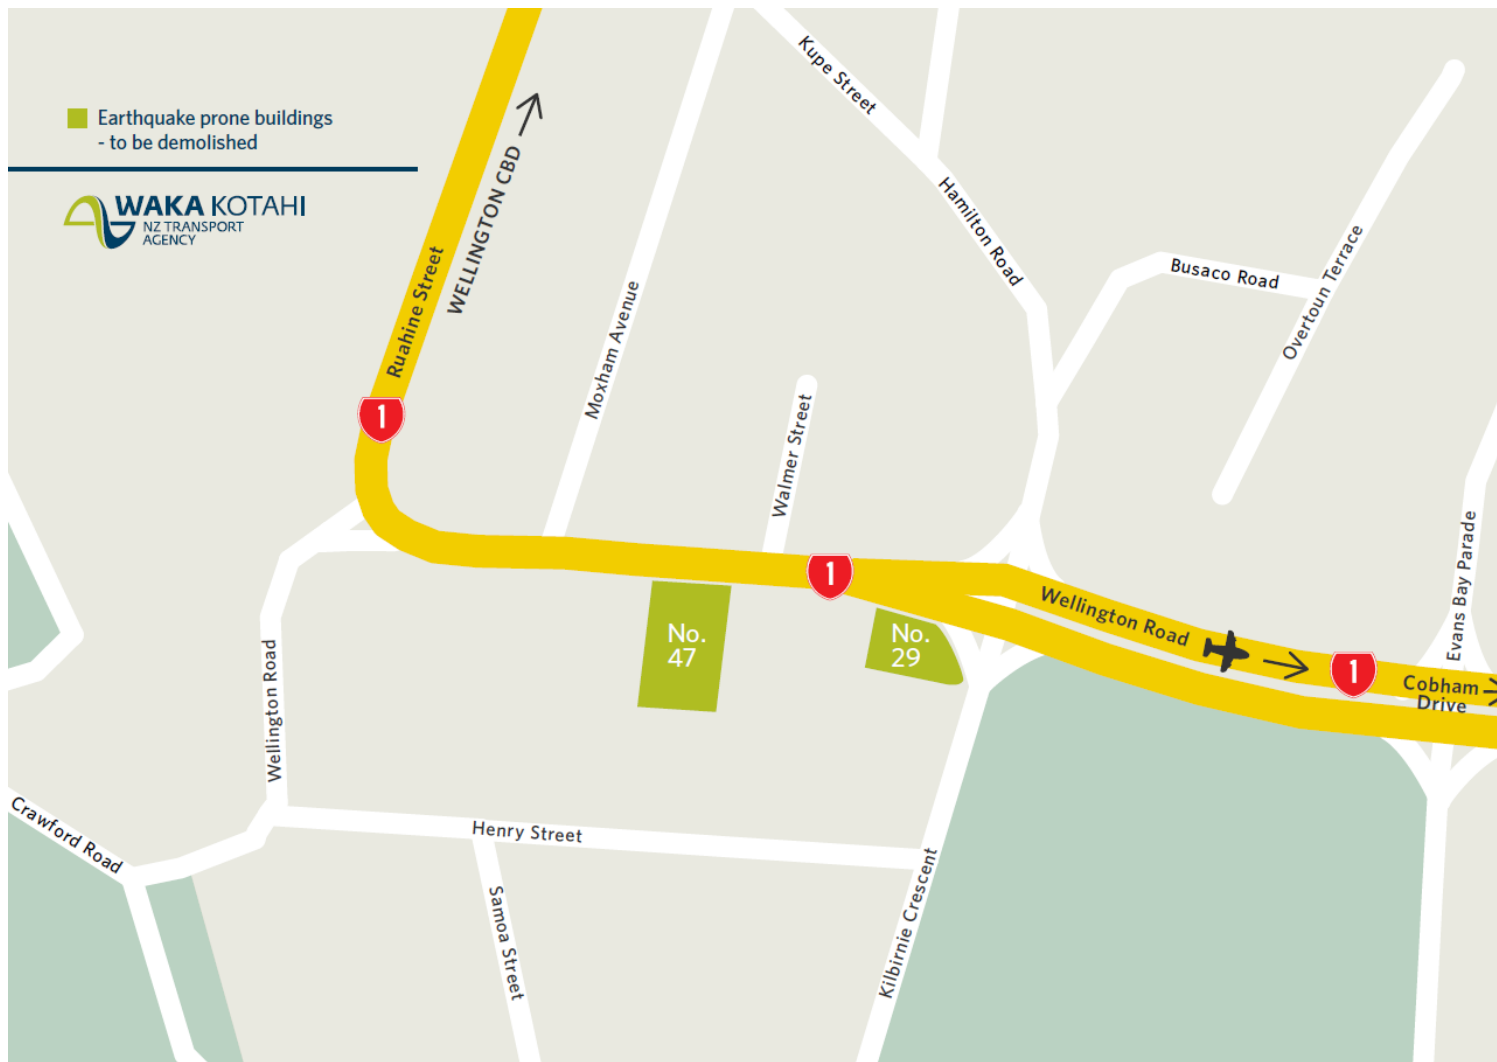 Earthquake prone buildings
- to be demolished
WAKA KOTAHI
NZ TRANSPORT
AGENCY
WELLINGTON CBD
Ruahine Street
1
Moxham Avenue
Kupe Street
Hamilton Road
Busaco Road
Overtoun Terrace
Walmer Street
1
Evans Bay Parade
Wellington Road
1
Cobham
Drive
No.
47
No.
29
Wellington Road
Crawford Road
Henry Street
Samoa Street
Kilbirnie Crescent